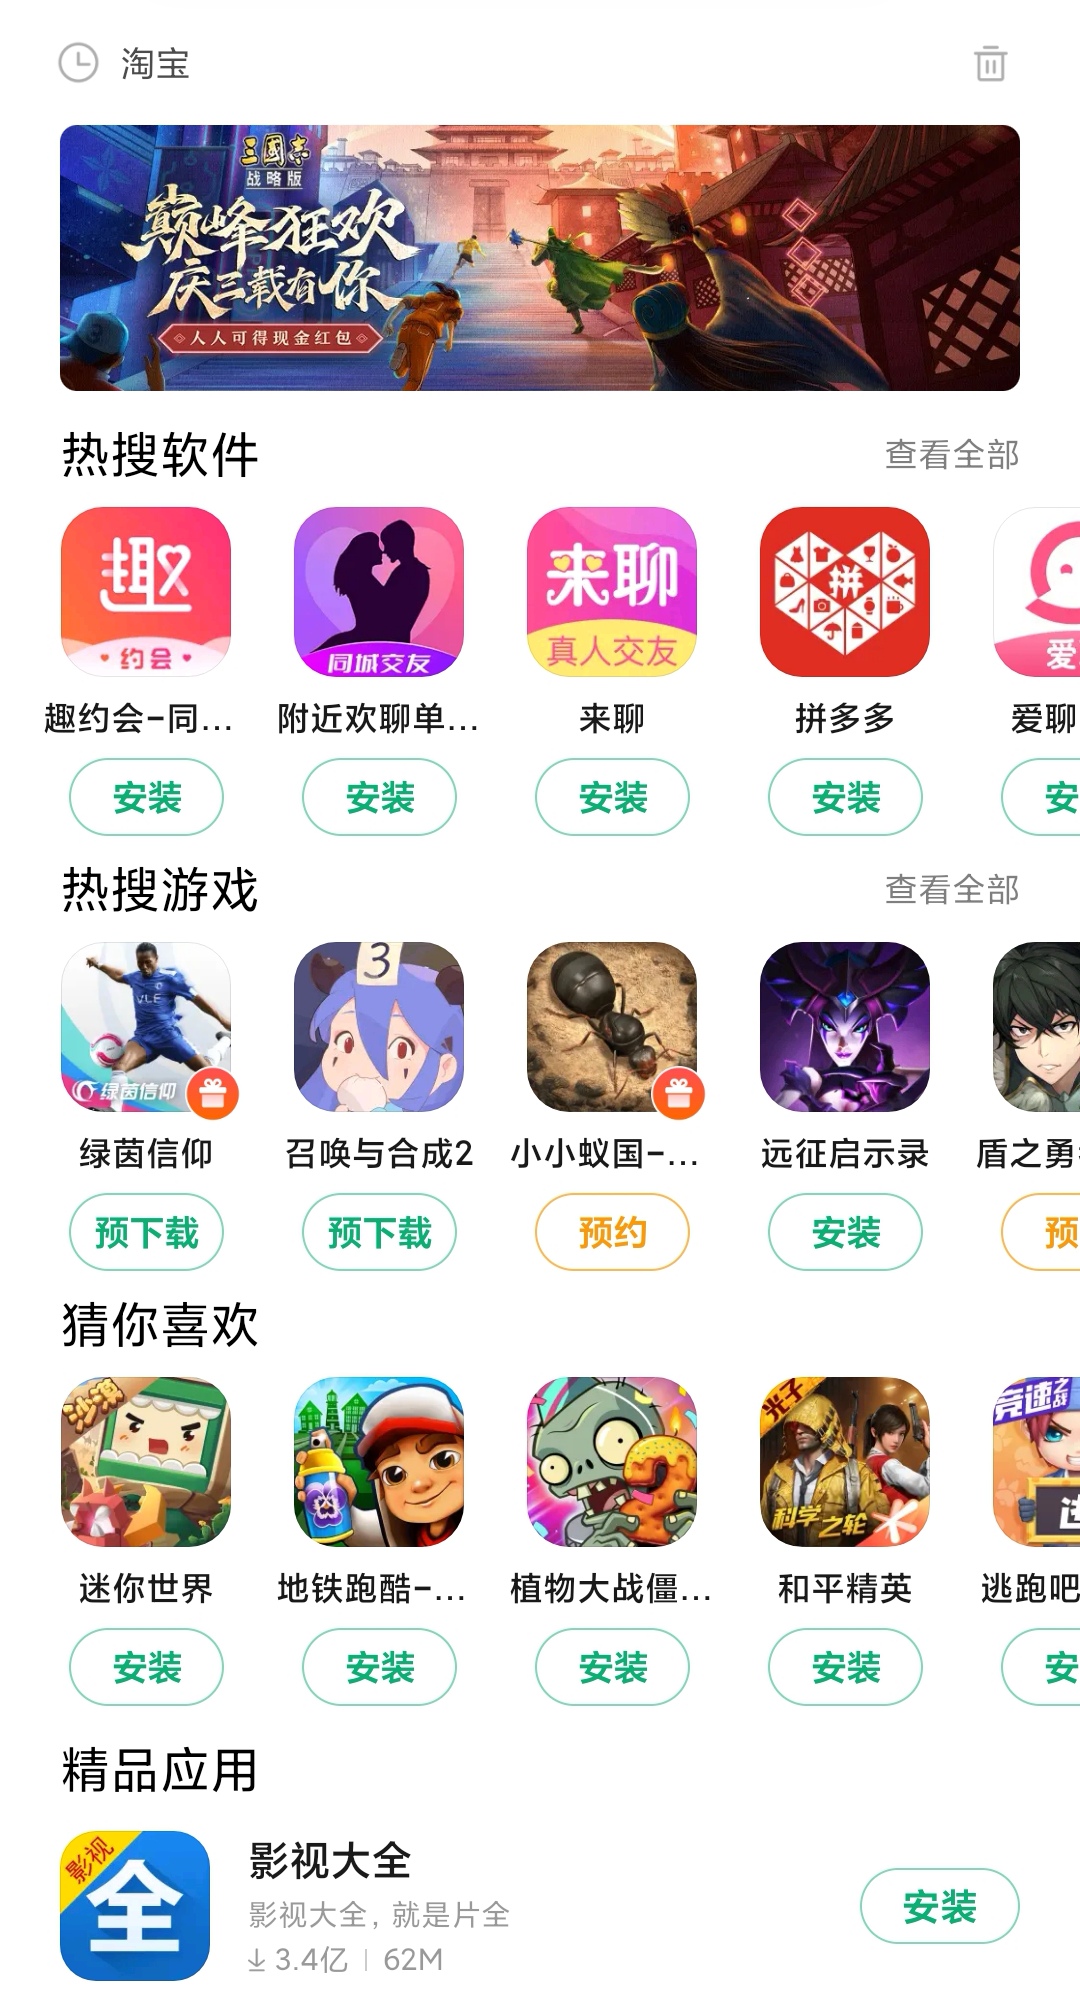 淘宝
三國志
战略版
巅峰狂欢
庆三载有你
人人可得现金红包
热搜软件
查看全部
趣
约会
同城交友
来聊
真人交友
拼
爱
趣约会-同...
附近欢聊单...
来聊
拼多多
爱聊
安装
安装
安装
安装
安
热搜游戏
查看全部
VLE
绿茵信仰
3
绿茵信仰
召唤与合成2
小小蚁国-...
远征启示录
盾之勇
预下载
预下载
预约
安装
预
猜你喜欢
沙漠
2
光子
科学之轮
竞速之战
迷你世界
地铁跑酷-...
植物大战僵...
和平精英
逃跑吧
安装
安装
安装
安装
安
精品应用
影视
全
影视大全
影视大全，就是片全
3.4亿 | 62M
安装